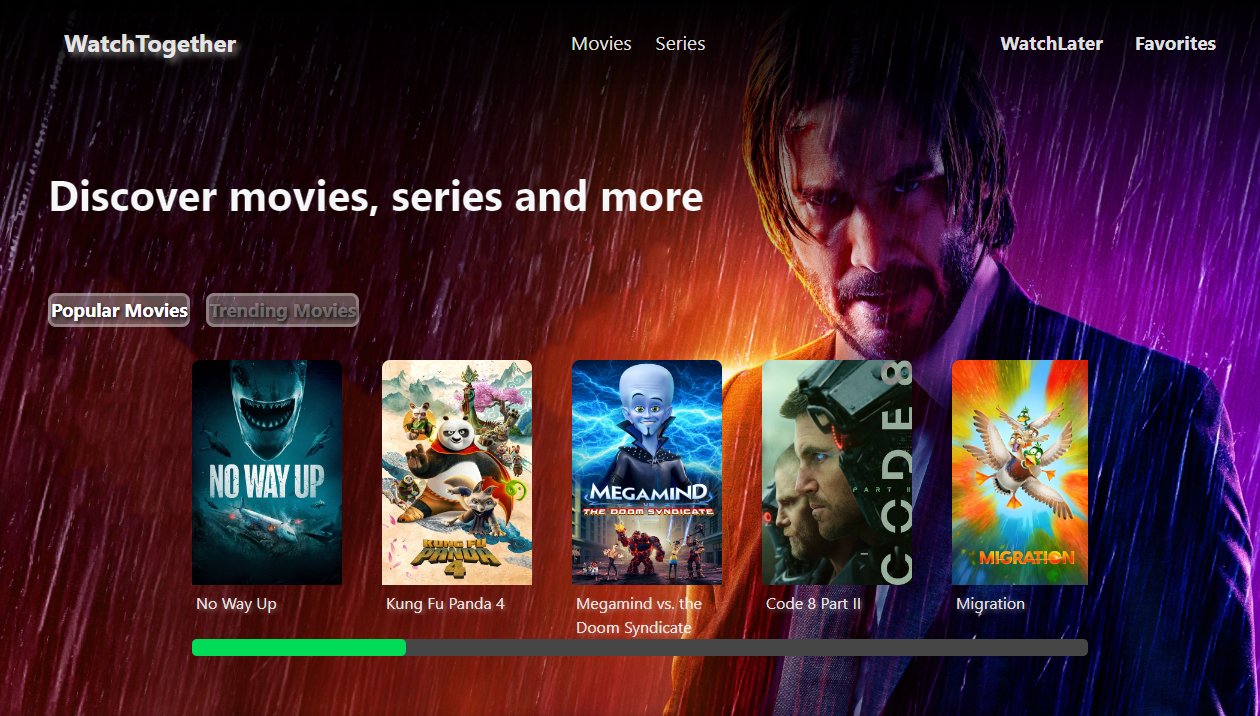 WatchTogether
Movies
Series
WatchLater
Favorites
Discover movies, series and more
Popular Movies
Trending Movies
NO WAY UP
KUNG FU
PANDA
4
MEGAMIND
VS
THE DOOM SYNDICATE
CODE 8
PART II
MIGRATION
No Way Up
Kung Fu Panda 4
Megamind vs. the
Doom Syndicate
Code 8 Part II
Migration